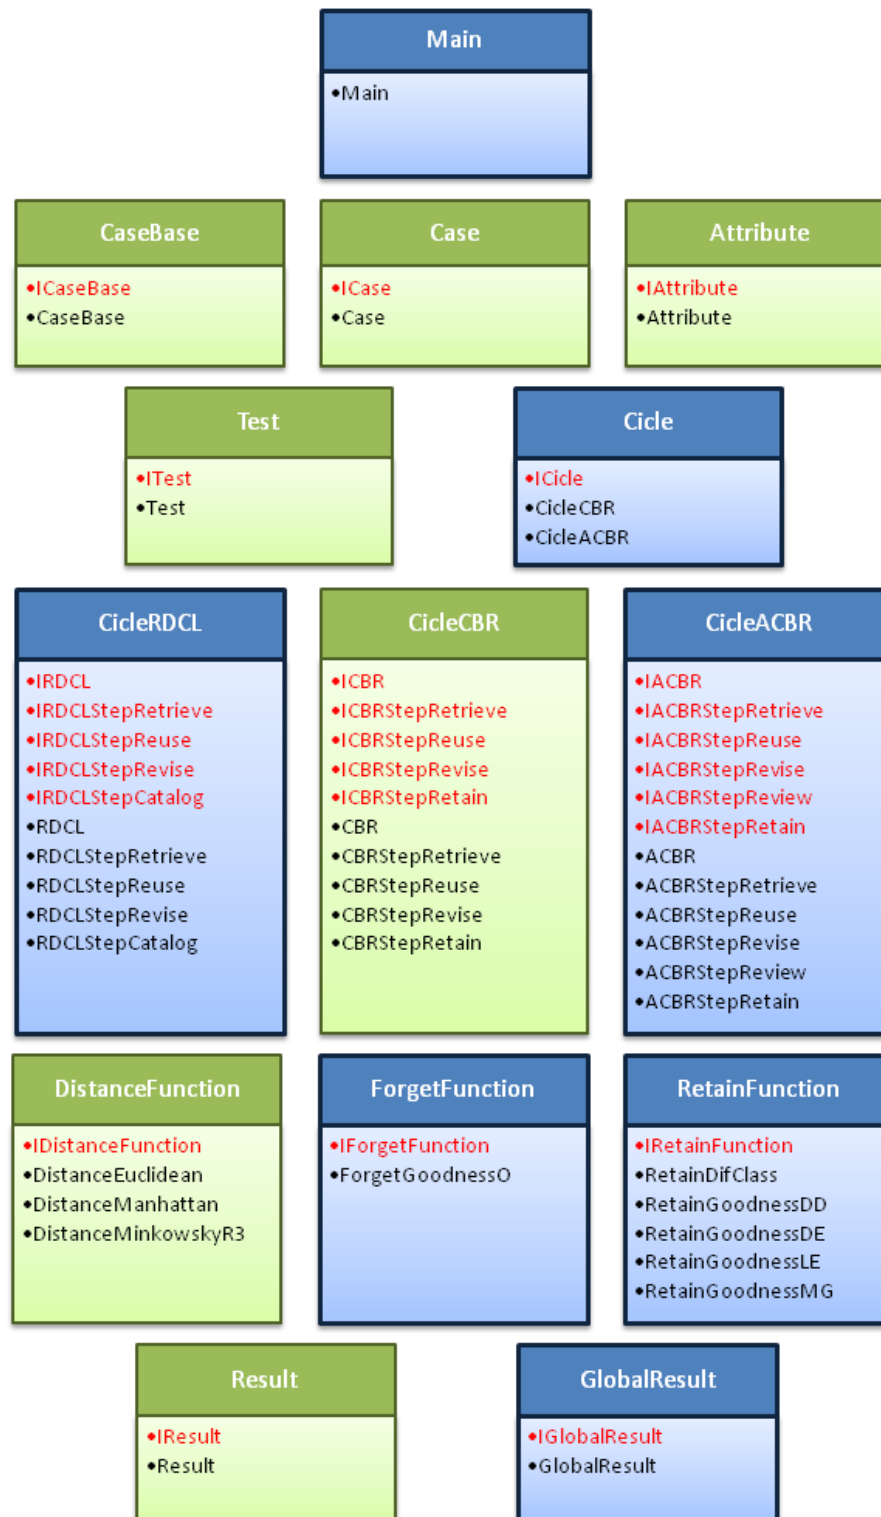 Main
•Main
CaseBase
•ICaseBase
•CaseBase
Case
•ICase
•Case
Attribute
•IAttribute
•Attribute
Test
•ITest
•Test
Cicle
•ICicle
•CicleCBR
•CicleACBR
CicleRDCL
•IRDCL
•IRDCLStepRetrieve
•IRDCLStepReuse
•IRDCLStepRevise
•IRDCLStepCatalog
•RDCL
•RDCLStepRetrieve
•RDCLStepReuse
•RDCLStepRevise
•RDCLStepCatalog
CicleCBR
•ICBR
•ICBRStepRetrieve
•ICBRStepReuse
•ICBRStepRevise
•ICBRStepRetain
•CBR
•CBRStepRetrieve
•CBRStepReuse
•CBRStepRevise
•CBRStepRetain
CicleACBR
•IACBR
•IACBRStepRetrieve
•IACBRStepReuse
•IACBRStepRevise
•IACBRStepReview
•IACBRStepRetain
•ACBR
•ACBRStepRetrieve
•ACBRStepReuse
•ACBRStepRevise
•ACBRStepReview
•ACBRStepRetain
DistanceFunction
•IDistanceFunction
•DistanceEuclidean
•DistanceManhattan
•DistanceMinkowskyR3
ForgetFunction
•IForgetFunction
•ForgetGoodnessO
RetainFunction
•IRetainFunction
•RetainDifClass
•RetainGoodnessDD
•RetainGoodnessDE
•RetainGoodnessLE
•RetainGoodnessMG
Result
•IResult
•Result
GlobalResult
•IGlobalResult
•GlobalResult